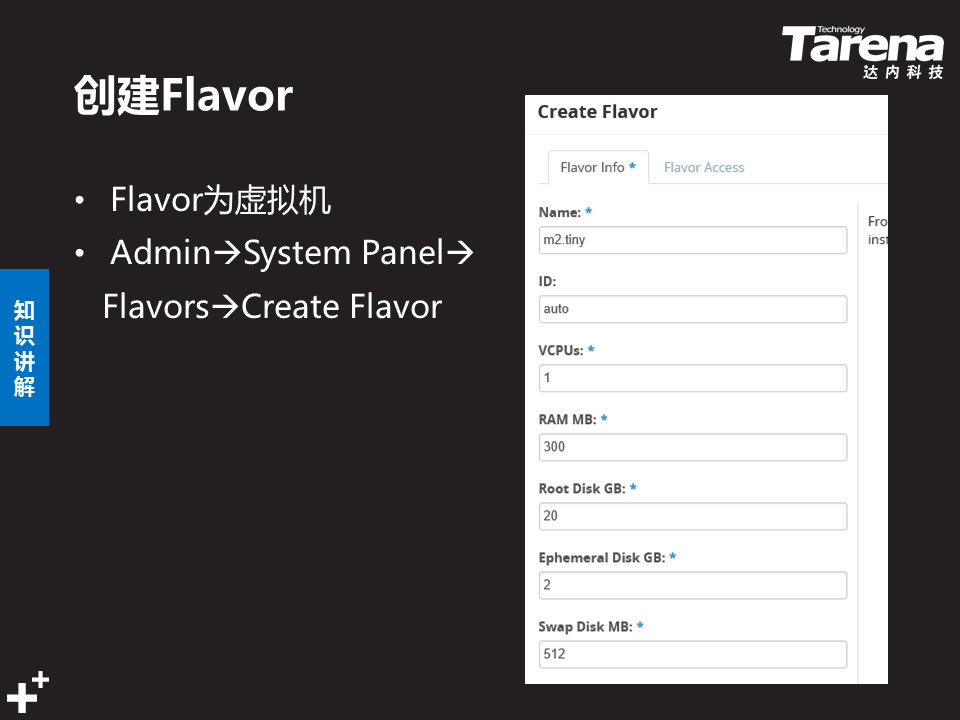 Technology
Tarena
达内科技
创建Flavor
• Flavor为虚拟机
• Admin→System Panel→
Flavors→Create Flavor
知
识
讲
解
Create Flavor
Flavor Info *
Flavor Access
Name: *
m2.tiny
ID:
auto
VCPUs: *
1
RAM MB: *
300
Root Disk GB: *
20
Ephemeral Disk GB: *
2
Swap Disk MB: *
512
Fro
inst